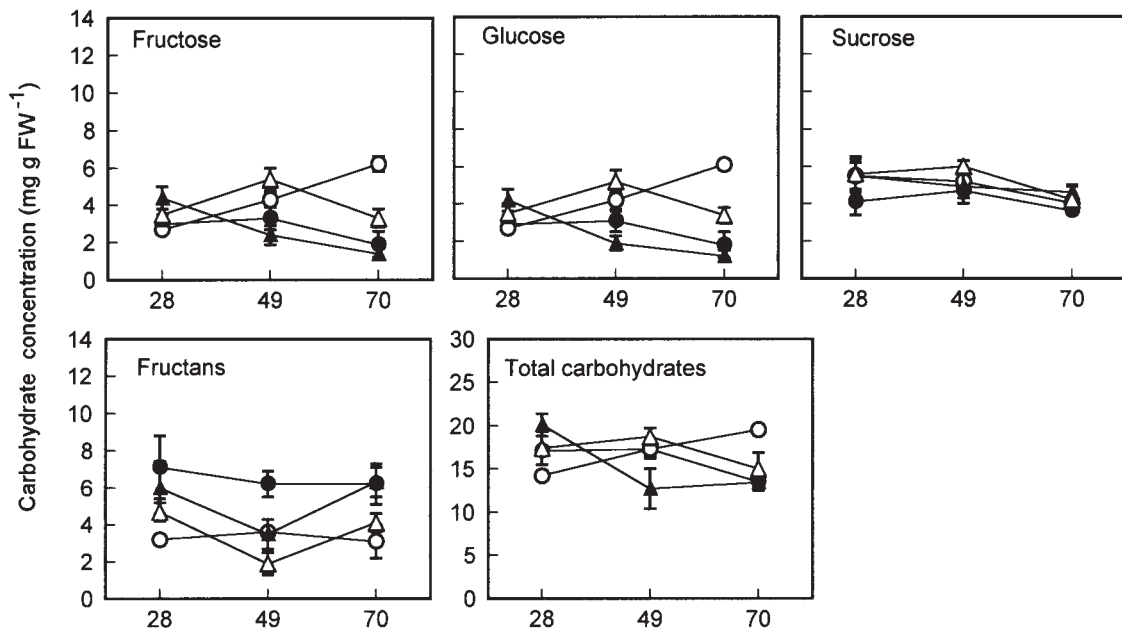 Carbohydrate concentration (mg g FW⁻¹)
Fructose
14
12
10
8
6
4
2
0
28 49 70
Glucose
28 49 70
Sucrose
28 49 70
Fructans
14
12
10
8
6
4
2
0
28 49 70
Total carbohydrates
30
25
20
15
10
5
0
28 49 70